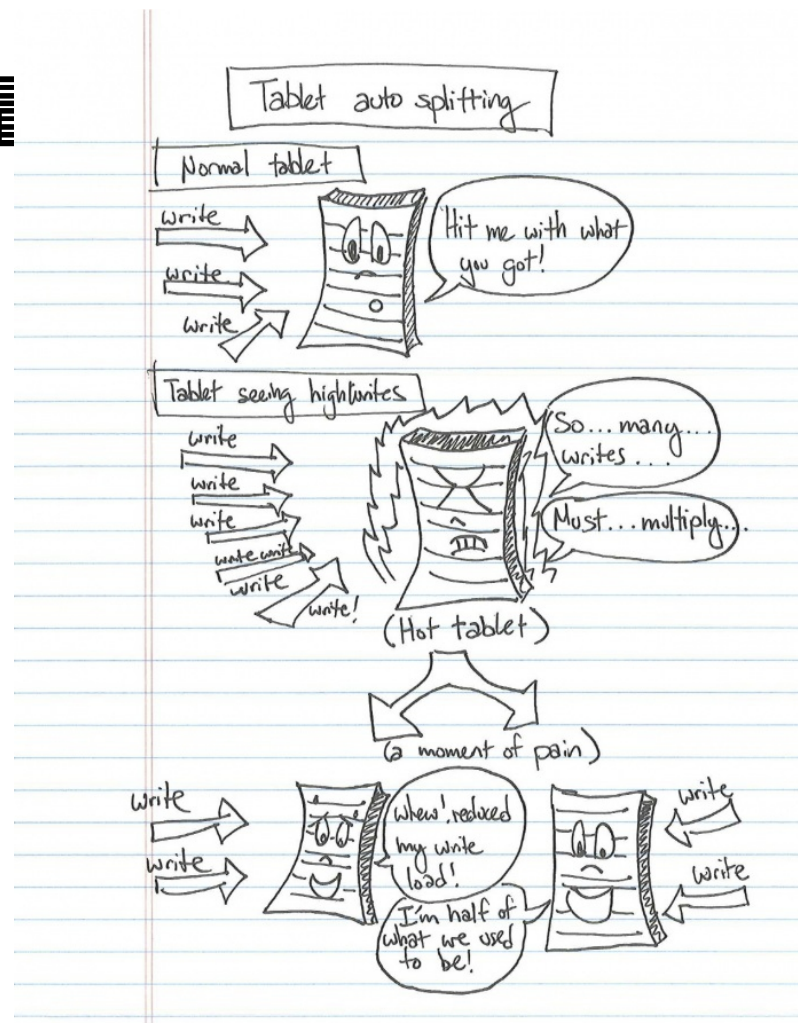 Tablet auto splitting
Normal tablet
write
write
write
Hit me with what
you got!
Tablet seeing high writes
write
write
write
write write
write
write!
So... many...
writes...
Must... multiply...
(Hot tablet)
(a moment of pain)
write
write
whew! reduced
my write
load!
I'm half of
what we used
to be!
write
write